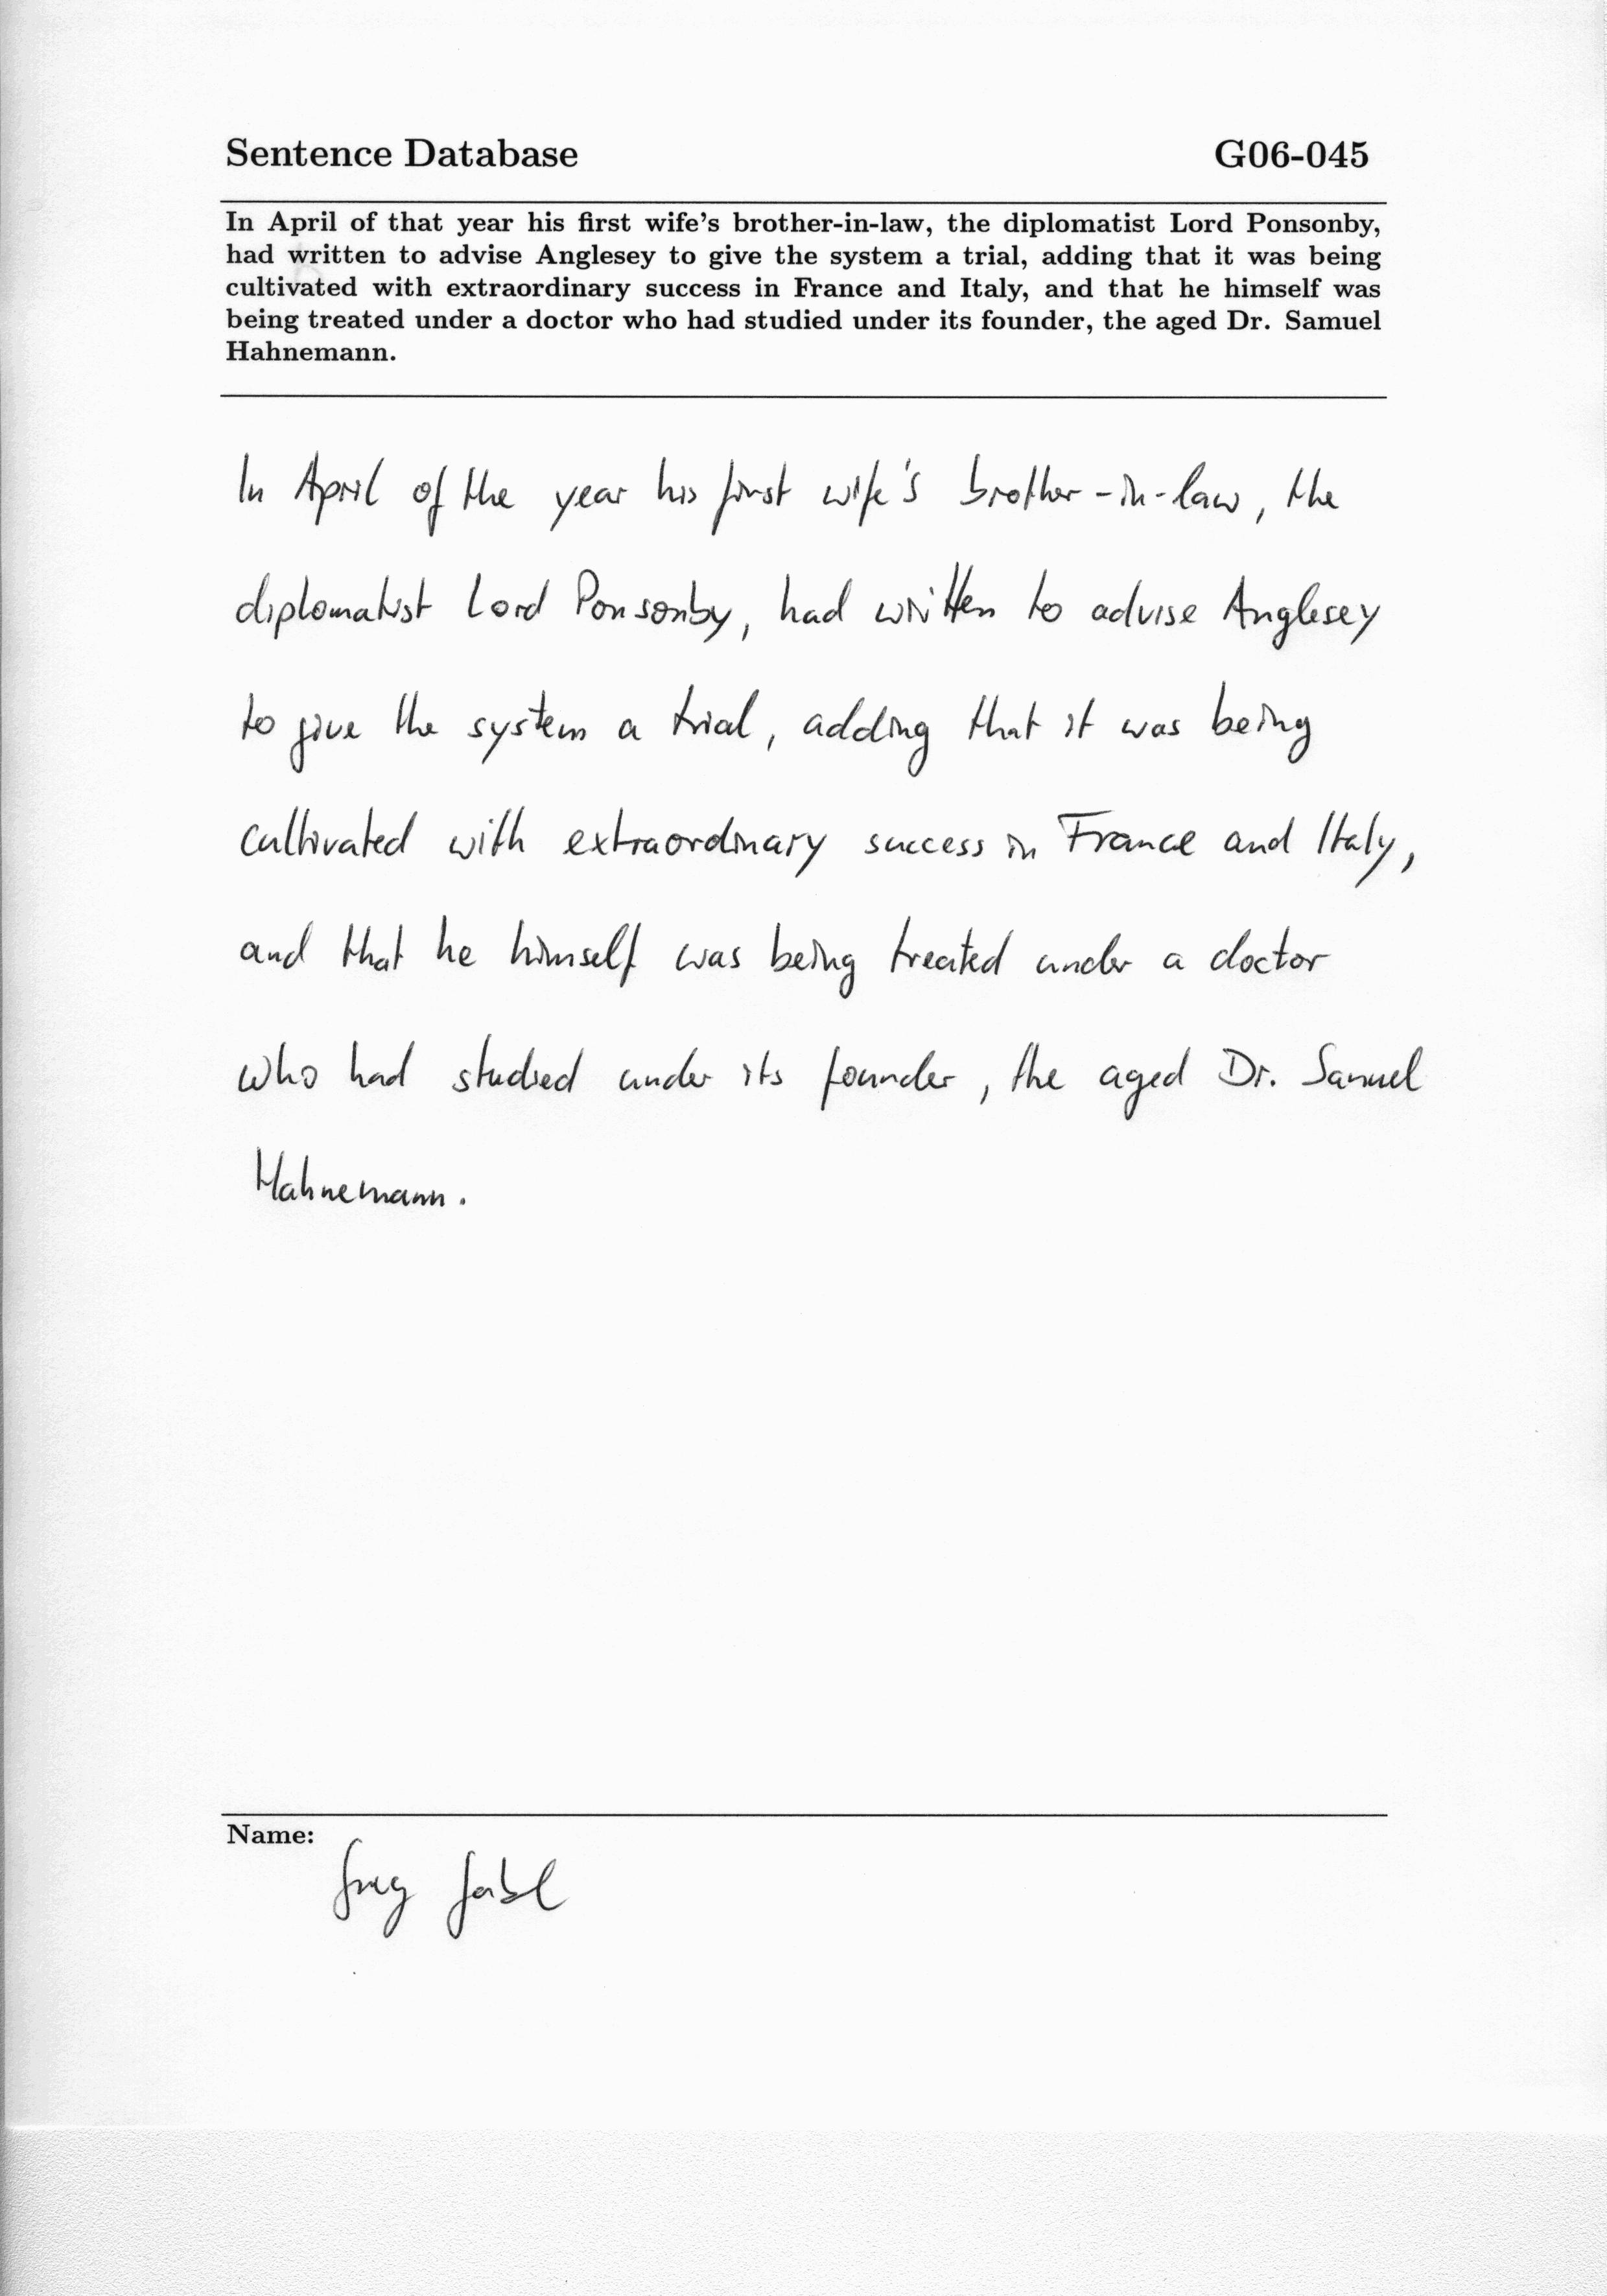 Sentence Database G06-045
In April of that year his first wife's brother-in-law, the diplomatist Lord Ponsonby,
had written to advise Anglesey to give the system a trial, adding that it was being
cultivated with extraordinary success in France and Italy, and that he himself was
being treated under a doctor who had studied under its founder, the aged Dr. Samuel
Hahnemann.
In April of the year his first wife's brother-in-law, the
diplomatist Lord Ponsonby, had written to advise Anglesey
to give the system a trial, adding that it was being
cultivated with extraordinary success in France and Italy,
and that he himself was being treated under a doctor
who had studied under its founder, the aged Dr. Samuel
Hahnemann.
Name: